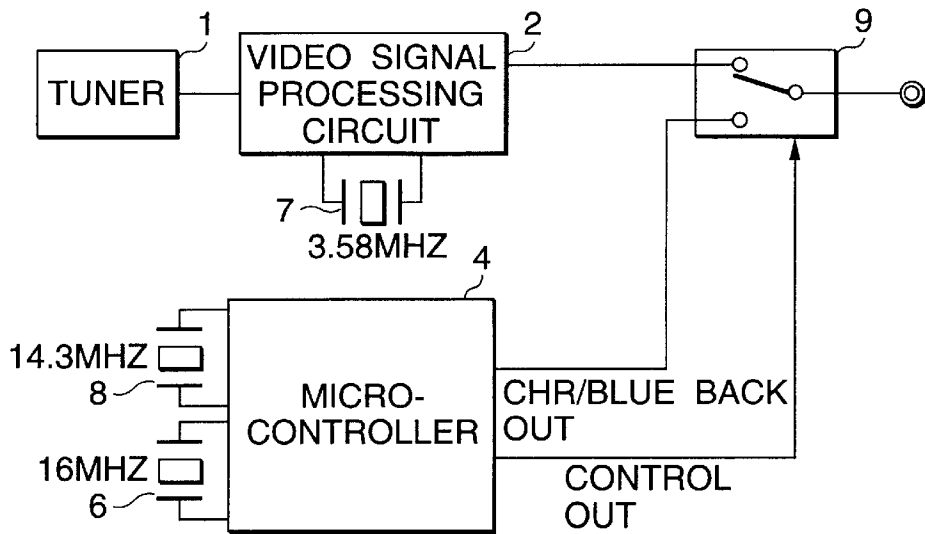 1
TUNER
VIDEO SIGNAL
PROCESSING
CIRCUIT
2
9
7
3.58MHZ
4
14.3MHZ
8
16MHZ
6
MICRO-
CONTROLLER
CHR/BLUE BACK
OUT
CONTROL
OUT